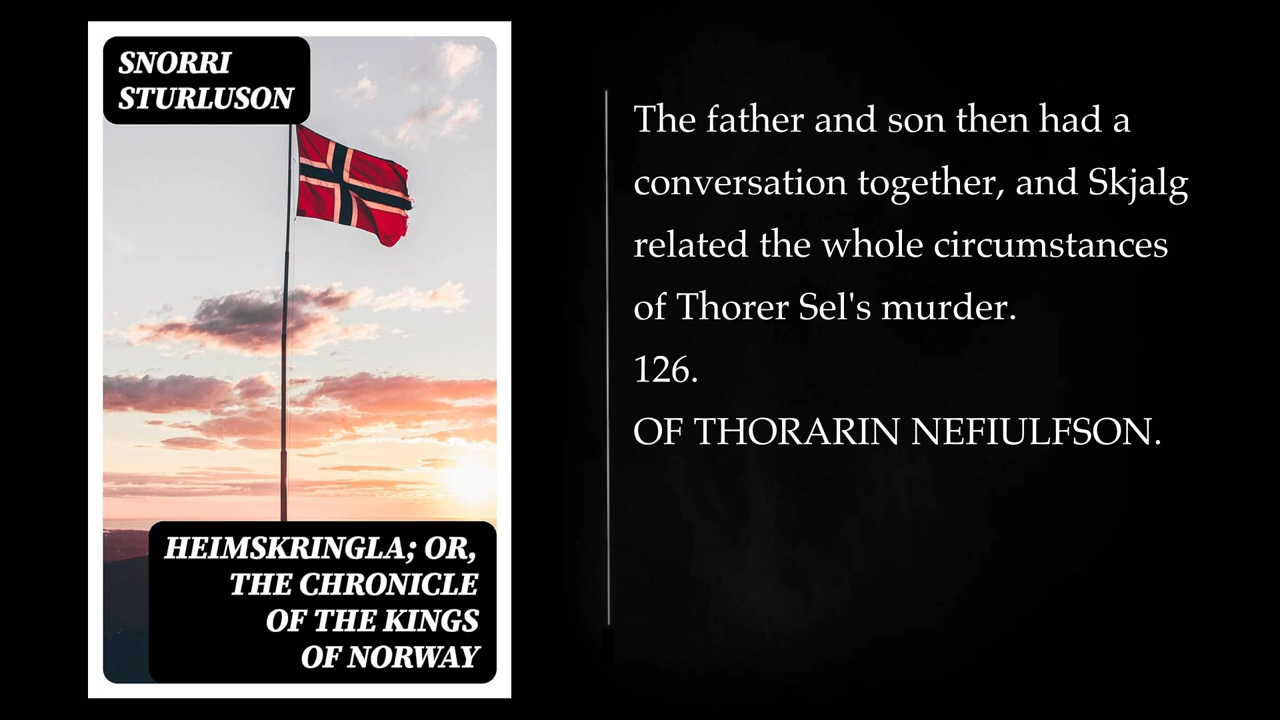 SNORRI
STURLUSON
HEIMSKRINGLA; OR,
THE CHRONICLE
OF THE KINGS
OF NORWAY
The father and son then had a
conversation together, and Skjalg
related the whole circumstances
of Thorer Sel's murder.
126.
OF THORARIN NEFIULFSON.